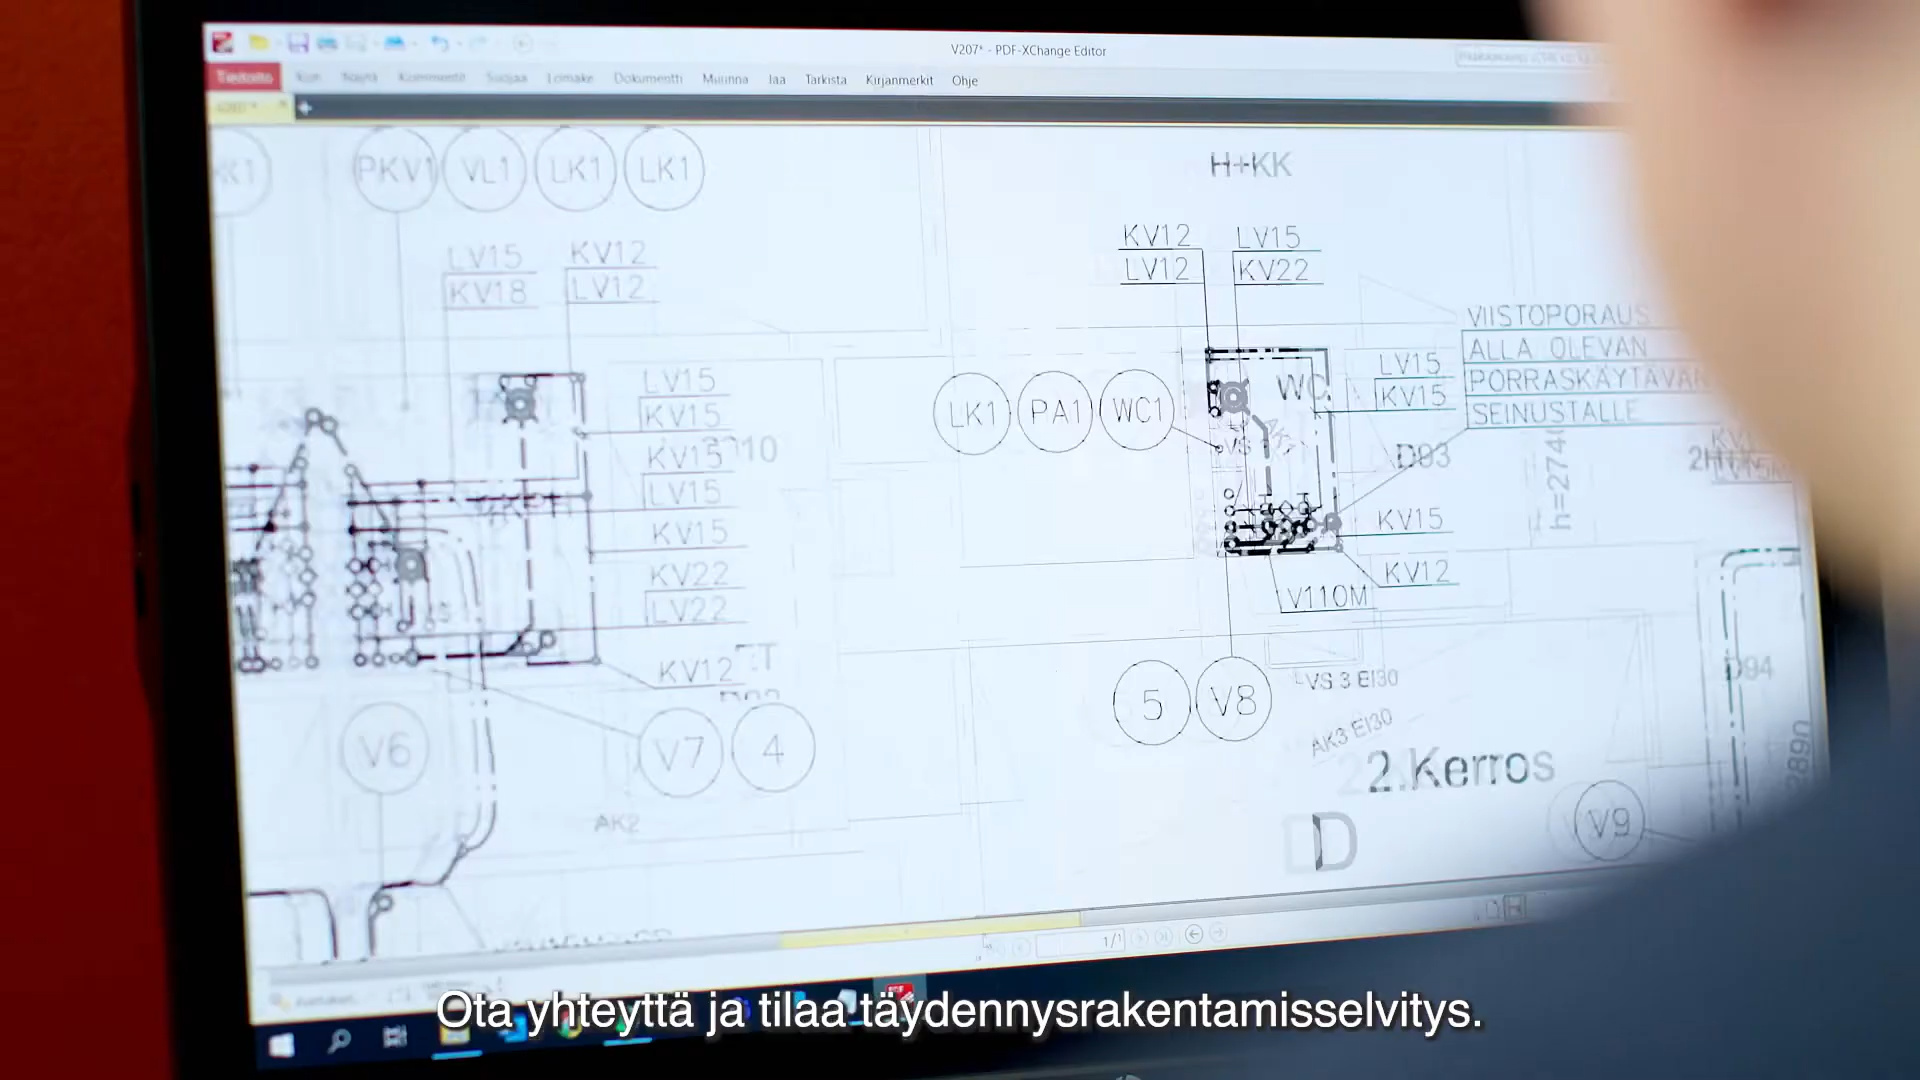 V207* - PDF-XChange Editor
Tiedosto Koti Näytä Kommentit Suojaa Lomake Dokumentti Muunna Jaa Tarkista Kirjanmerkit Ohje
PKV1 VL1 LK1 LK1
H+KK
LV15 KV12
KV18 LV12
KV12 LV15
LV12 KV22
VIISTOPORAUS
ALLA OLEVAN
PORRASKÄYTÄVÄN
SEINUSTALLE
LV15
KV15
KV15
LV15
KV15
KV22
LV22
KV12
LK1 PA1 WC1
WC
LV15
KV15
D93
h=274
KV15
KV12
V110M
D94
V6 V7 4
5 V8
VS 3 EI30
AK3 EI30
2.Kerros
AK2
D
V9
1/1
Ota yhteyttä ja tilaa täydennysrakentamisselvitys.